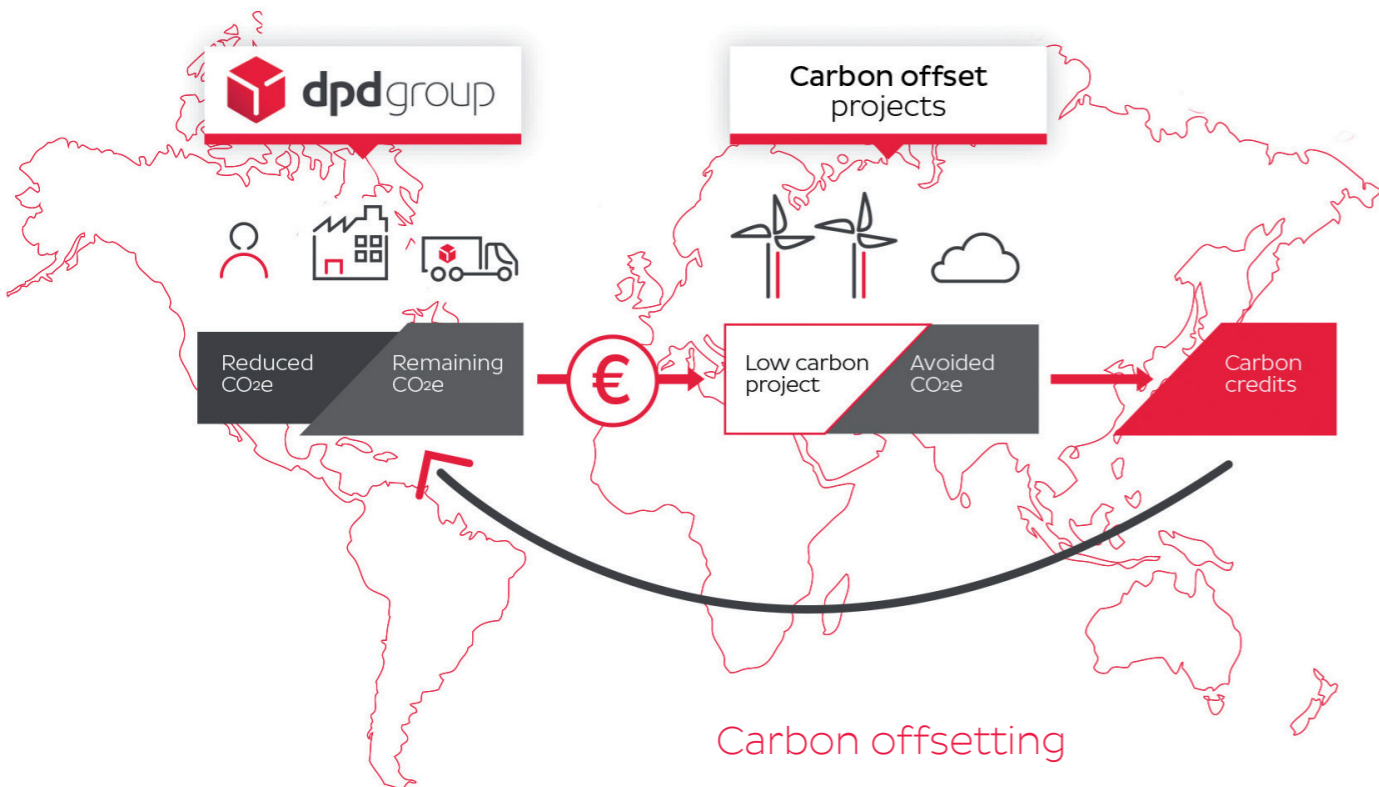 dpdgroup
Carbon offset
projects
Reduced
CO2e
Remaining
CO2e
€
Low carbon
project
Avoided
CO2e
Carbon
credits
Carbon offsetting